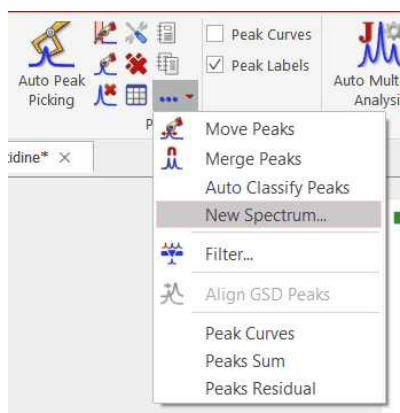 Peak Curves
Peak Labels
Auto Peak
Picking
Auto Mult
Analysi
P
tidine* ×
Move Peaks
Merge Peaks
Auto Classify Peaks
New Spectrum...
Filter...
Align GSD Peaks
Peak Curves
Peaks Sum
Peaks Residual